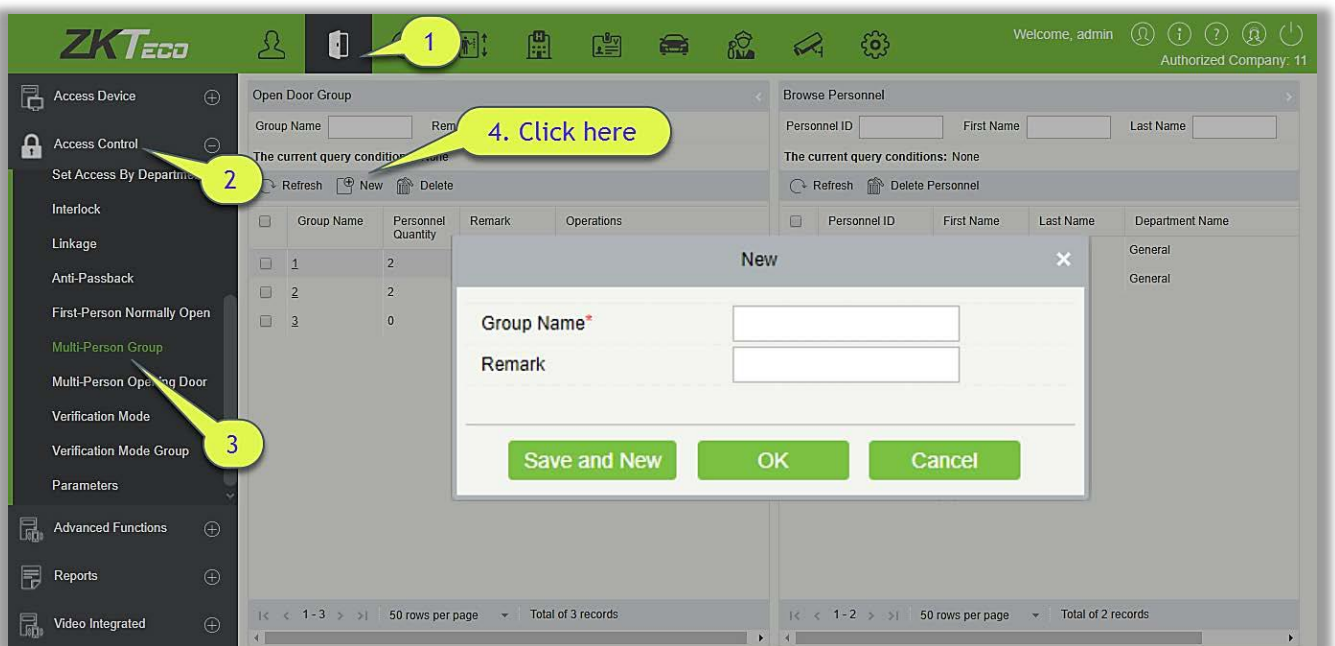 ZKTECO
1
Welcome, admin
Authorized Company: 11
Access Device
Access Control
2
Set Access By Departme
Interlock
Linkage
Anti-Passback
First-Person Normally Open
Multi-Person Group
Multi-Person Opening Door
Verification Mode
Verification Mode Group
3
Parameters
Advanced Functions
Reports
Video Integrated
Open Door Group
Group Name
Rem
4. Click here
The current query conditions: None
Refresh New Delete
Group Name Personnel Quantity Remark Operations
1 2
2 2
3 0
1 - 3 50 rows per page Total of 3 records
Browse Personnel
Personnel ID First Name Last Name
The current query conditions: None
Refresh Delete Personnel
Personnel ID First Name Last Name Department Name
General
General
1 - 2 50 rows per page Total of 2 records
New
Group Name*
Remark
Save and New OK Cancel